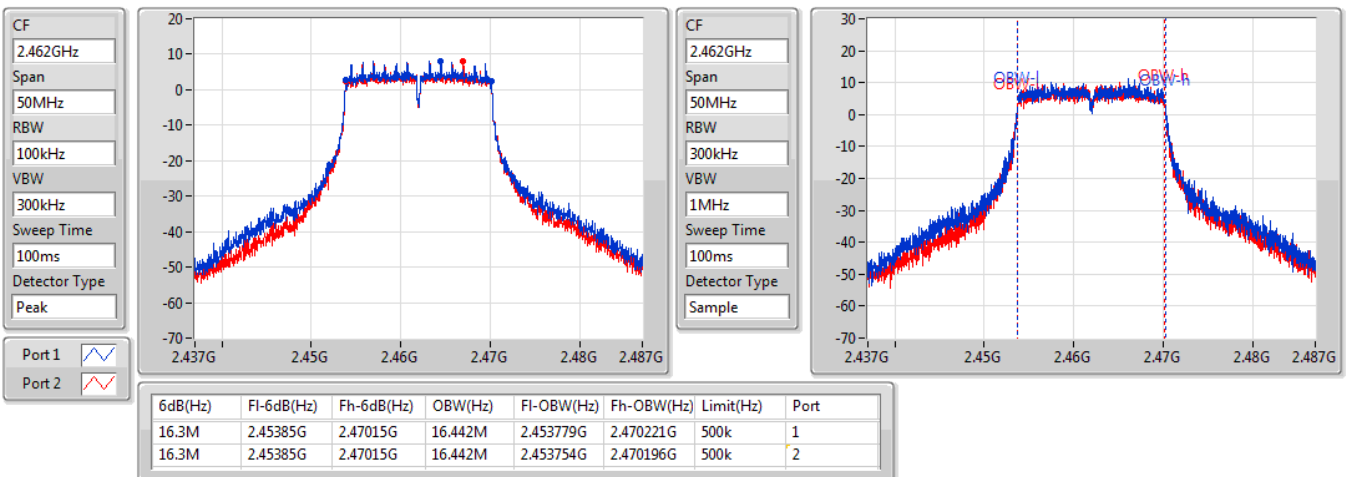 CF
2.462GHz
Span
50MHz
RBW
100kHz
VBW
300kHz
Sweep Time
100ms
Detector Type
Peak
20
10
0
-10
-20
-30
-40
-50
-60
-70
2.437G 2.45G 2.46G 2.47G 2.48G 2.487G
CF
2.462GHz
Span
50MHz
RBW
300kHz
VBW
1MHz
Sweep Time
100ms
Detector Type
Sample
30
20
10
0
-10
-20
-30
-40
-50
-60
-70
OBW-l OBW-h
OBW-h
2.437G 2.45G 2.46G 2.47G 2.48G 2.487G
Port 1
Port 2
6dB(Hz) Fl-6dB(Hz) Fh-6dB(Hz) OBW(Hz) Fl-OBW(Hz) Fh-OBW(Hz) Limit(Hz) Port
16.3M 2.45385G 2.47015G 16.442M 2.453779G 2.470221G 500k 1
16.3M 2.45385G 2.47015G 16.442M 2.453754G 2.470196G 500k 2